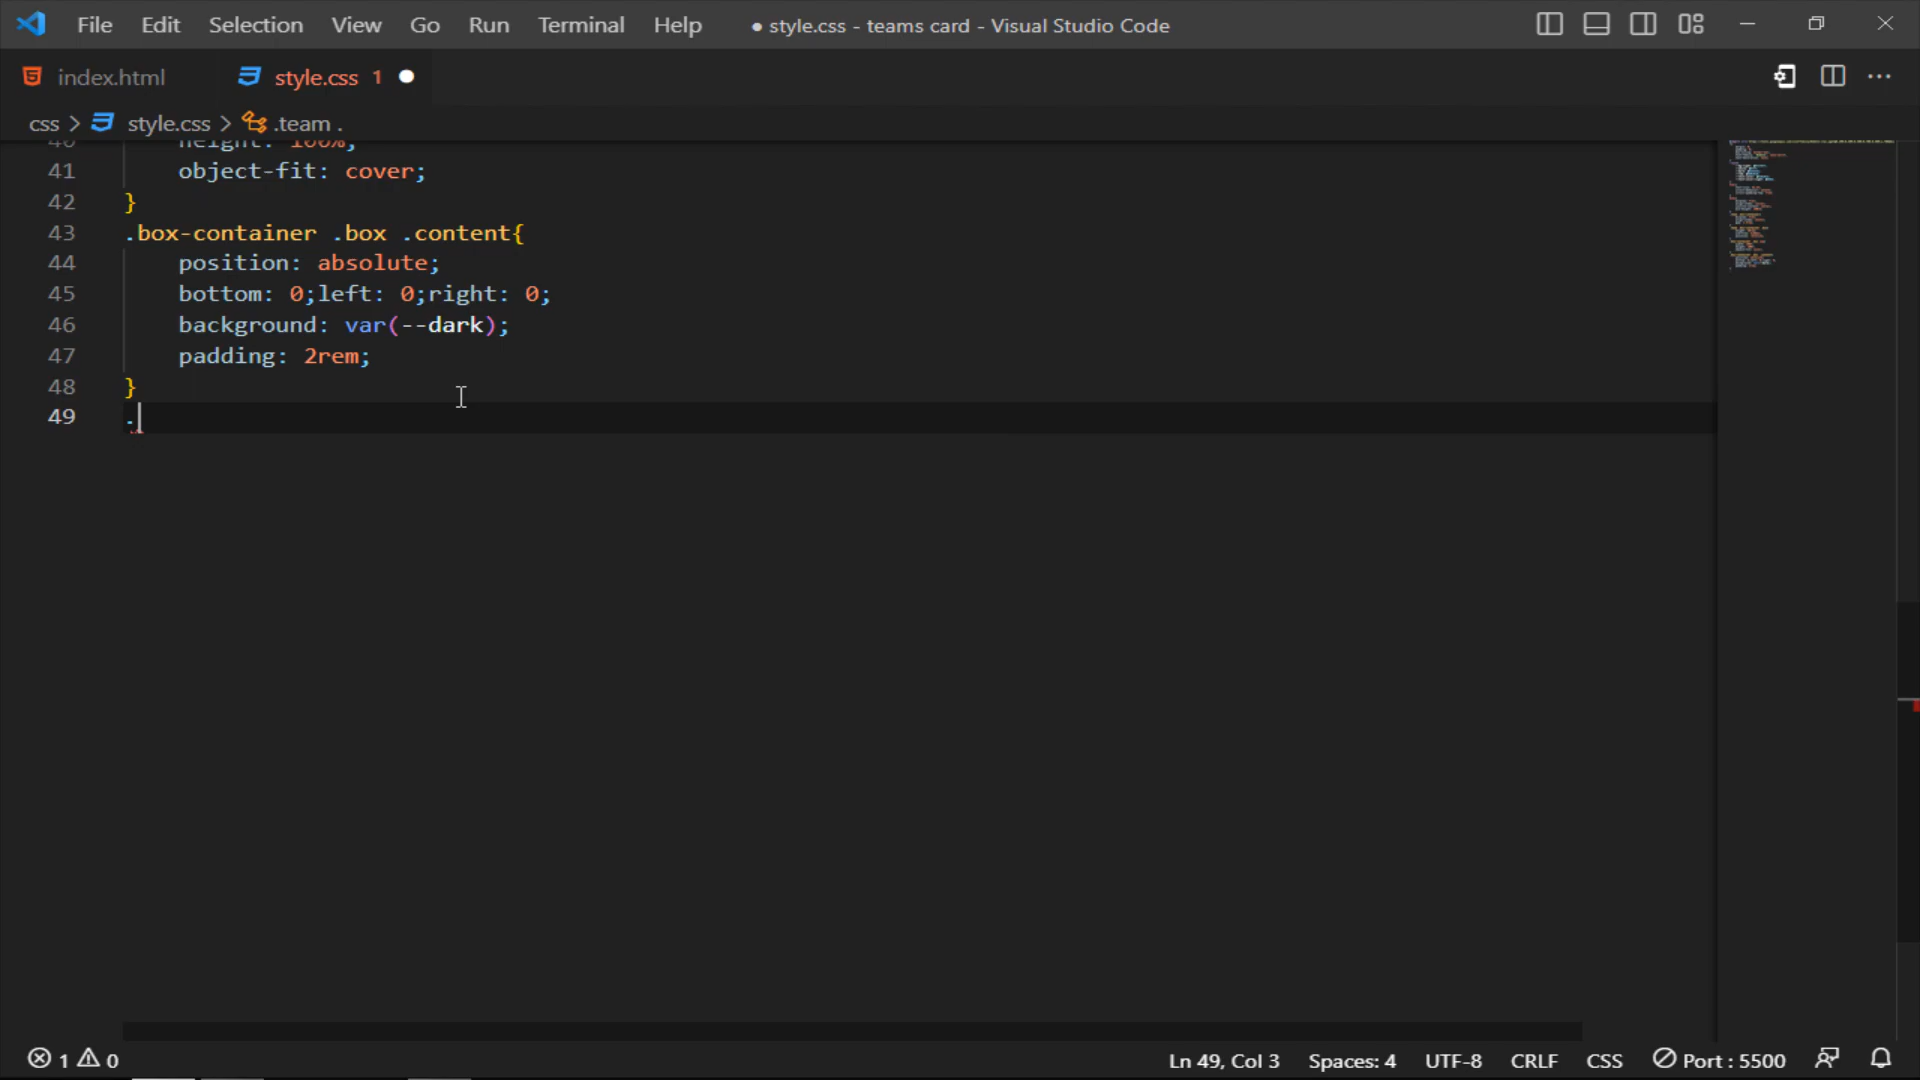 File Edit Selection View Go Run Terminal Help ● style.css - teams card - Visual Studio Code
index.html style.css 1
css > style.css > .team .
40 height: 100%;
41 object-fit: cover;
42 }
43 .box-container .box .content{
44 position: absolute;
45 bottom: 0;left: 0;right: 0;
46 background: var(--dark);
47 padding: 2rem;
48 }
49 .
1 0 Ln 49, Col 3 Spaces: 4 UTF-8 CRLF CSS Port : 5500